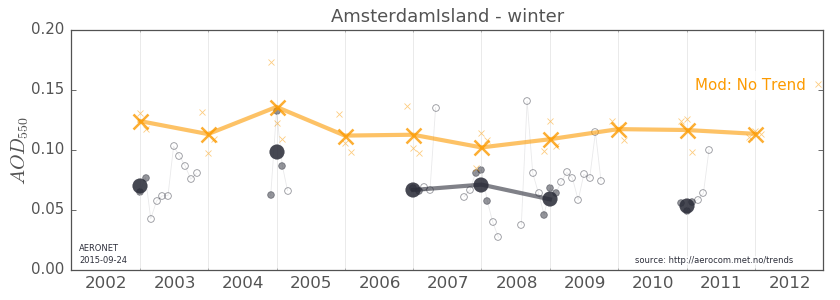 AmsterdamIsland - winter
0.20
0.15
0.10
0.05
0.00
AOD550
Mod: No Trend
AERONET
2015-09-24
source: http://aerocom.met.no/trends
2002 2003 2004 2005 2006 2007 2008 2009 2010 2011 2012